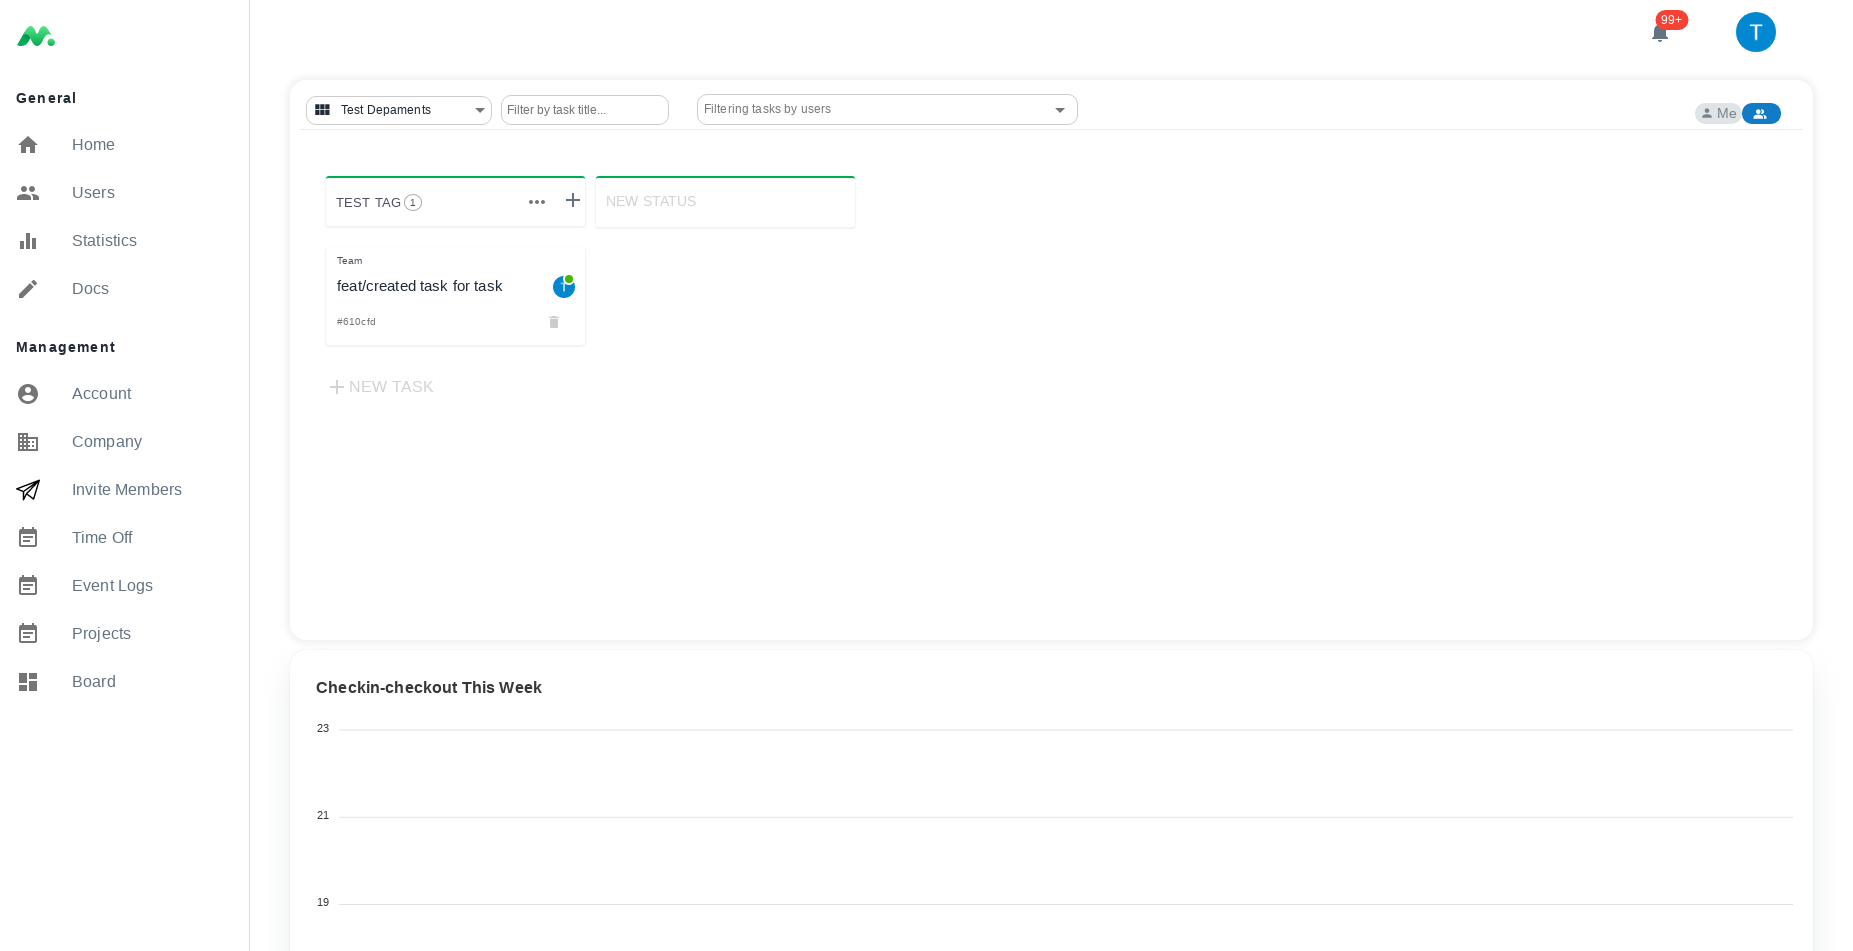 99+
T
General
Home
Users
Statistics
Docs
Management
Account
Company
Invite Members
Time Off
Event Logs
Projects
Board
Test Depaments
Filter by task title...
Filtering tasks by users
Me
TEST TAG 1
NEW STATUS
Team
feat/created task for task
T
#610cfd
NEW TASK
Checkin-checkout This Week
23
21
19